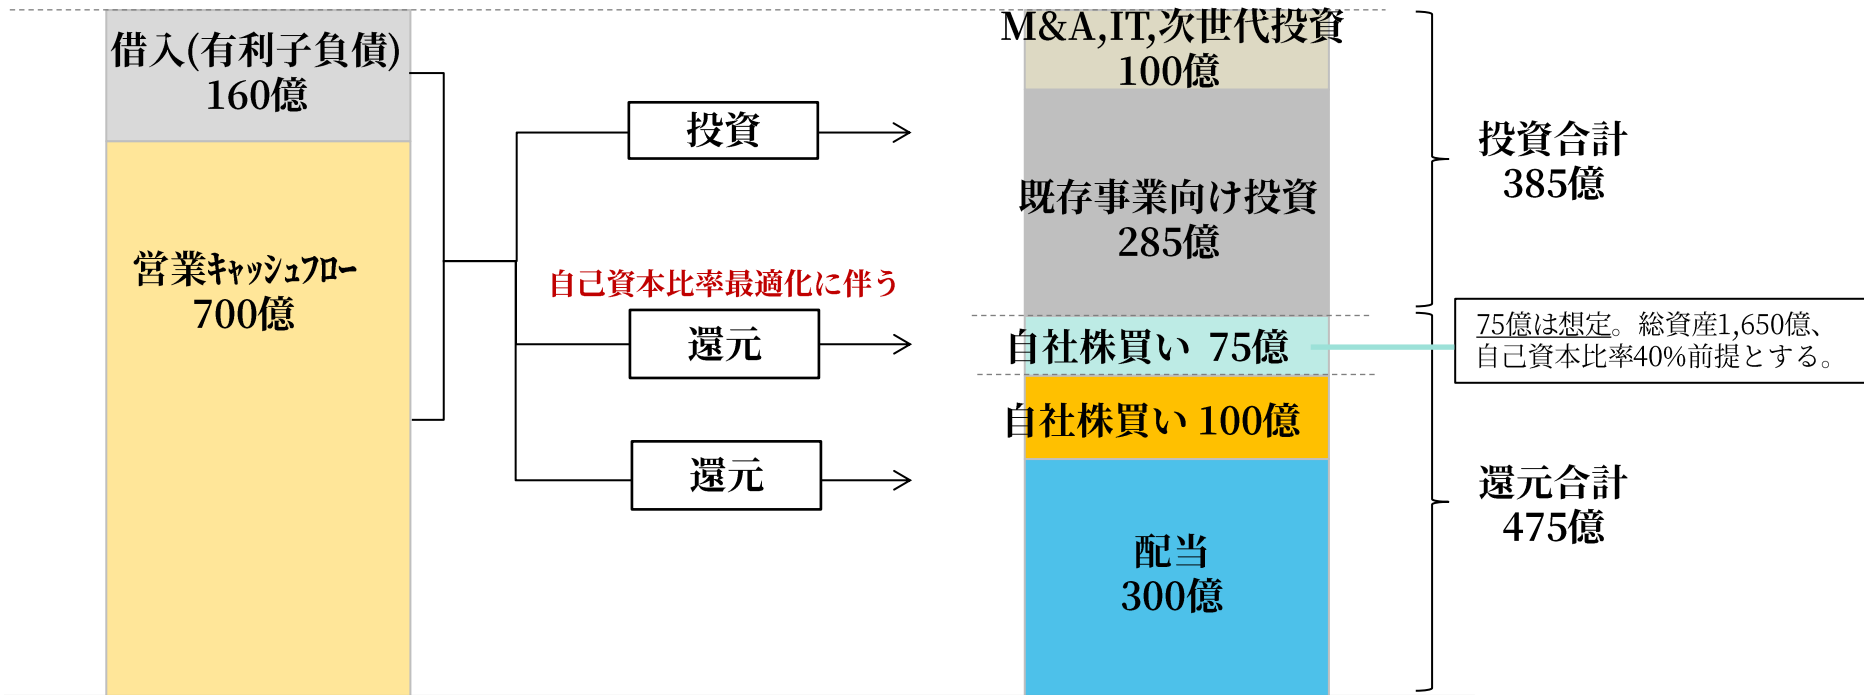 借入(有利子負債)
160億
営業ｷｬｯｼｭﾌﾛｰ
700億
投資
自己資本比率最適化に伴う
還元
還元
M&A,IT,次世代投資
100億
既存事業向け投資
285億
自社株買い 75億
自社株買い 100億
配当
300億
投資合計
385億
75億は想定。総資産1,650億、
自己資本比率40%前提とする。
還元合計
475億